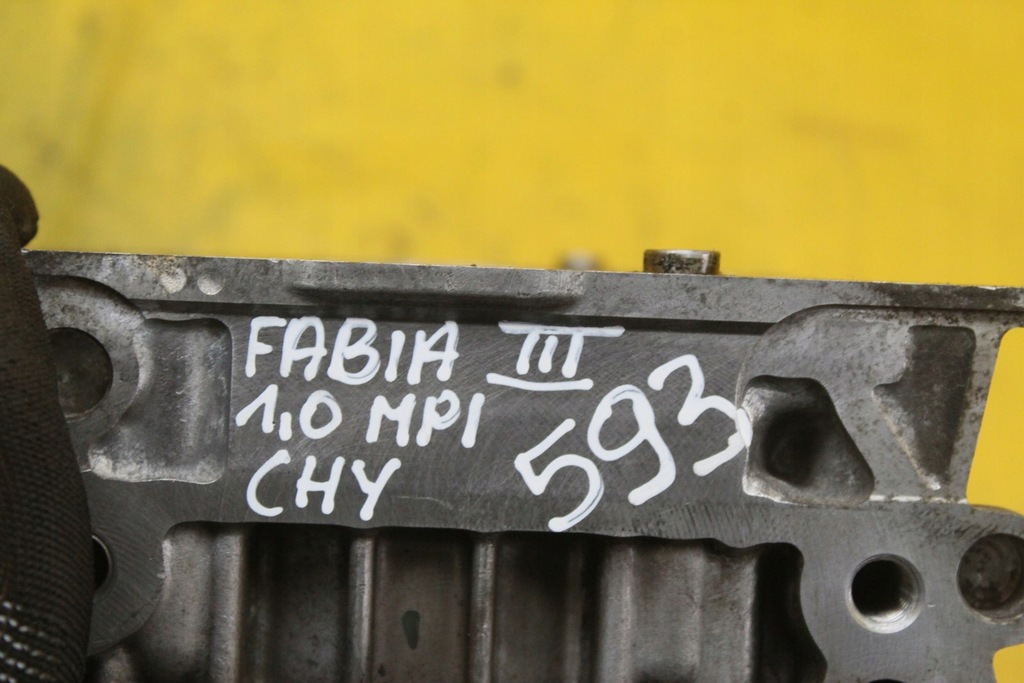 FABIA III
1,0 MPI
CHY
593